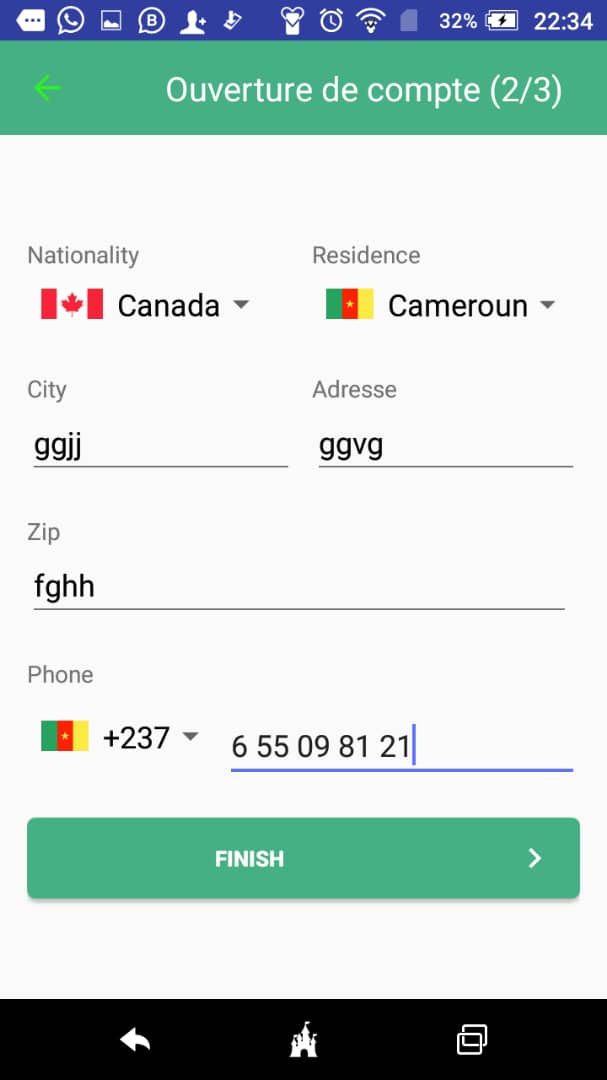 32% 22:34
Ouverture de compte (2/3)
Nationality Residence
Canada Cameroun
City Adresse
ggjj ggvg
Zip
fghh
Phone
+237 6 55 09 81 21
FINISH